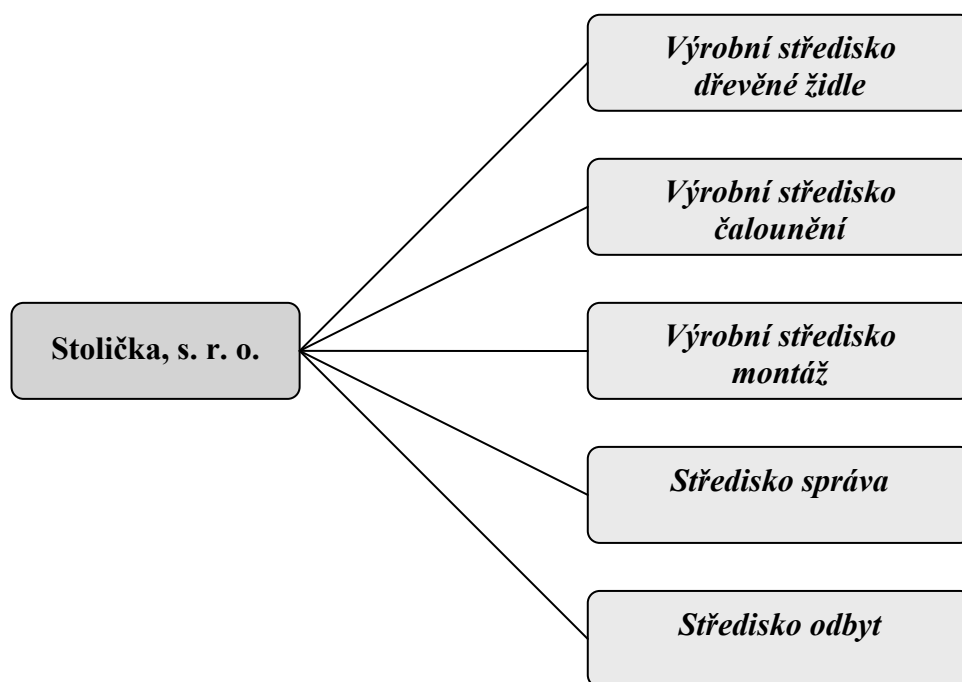 Výrobní středisko
dřevěné židle
Výrobní středisko
čalounění
Stolička, s. r. o.
Výrobní středisko
montáž
Středisko správa
Středisko odbyt